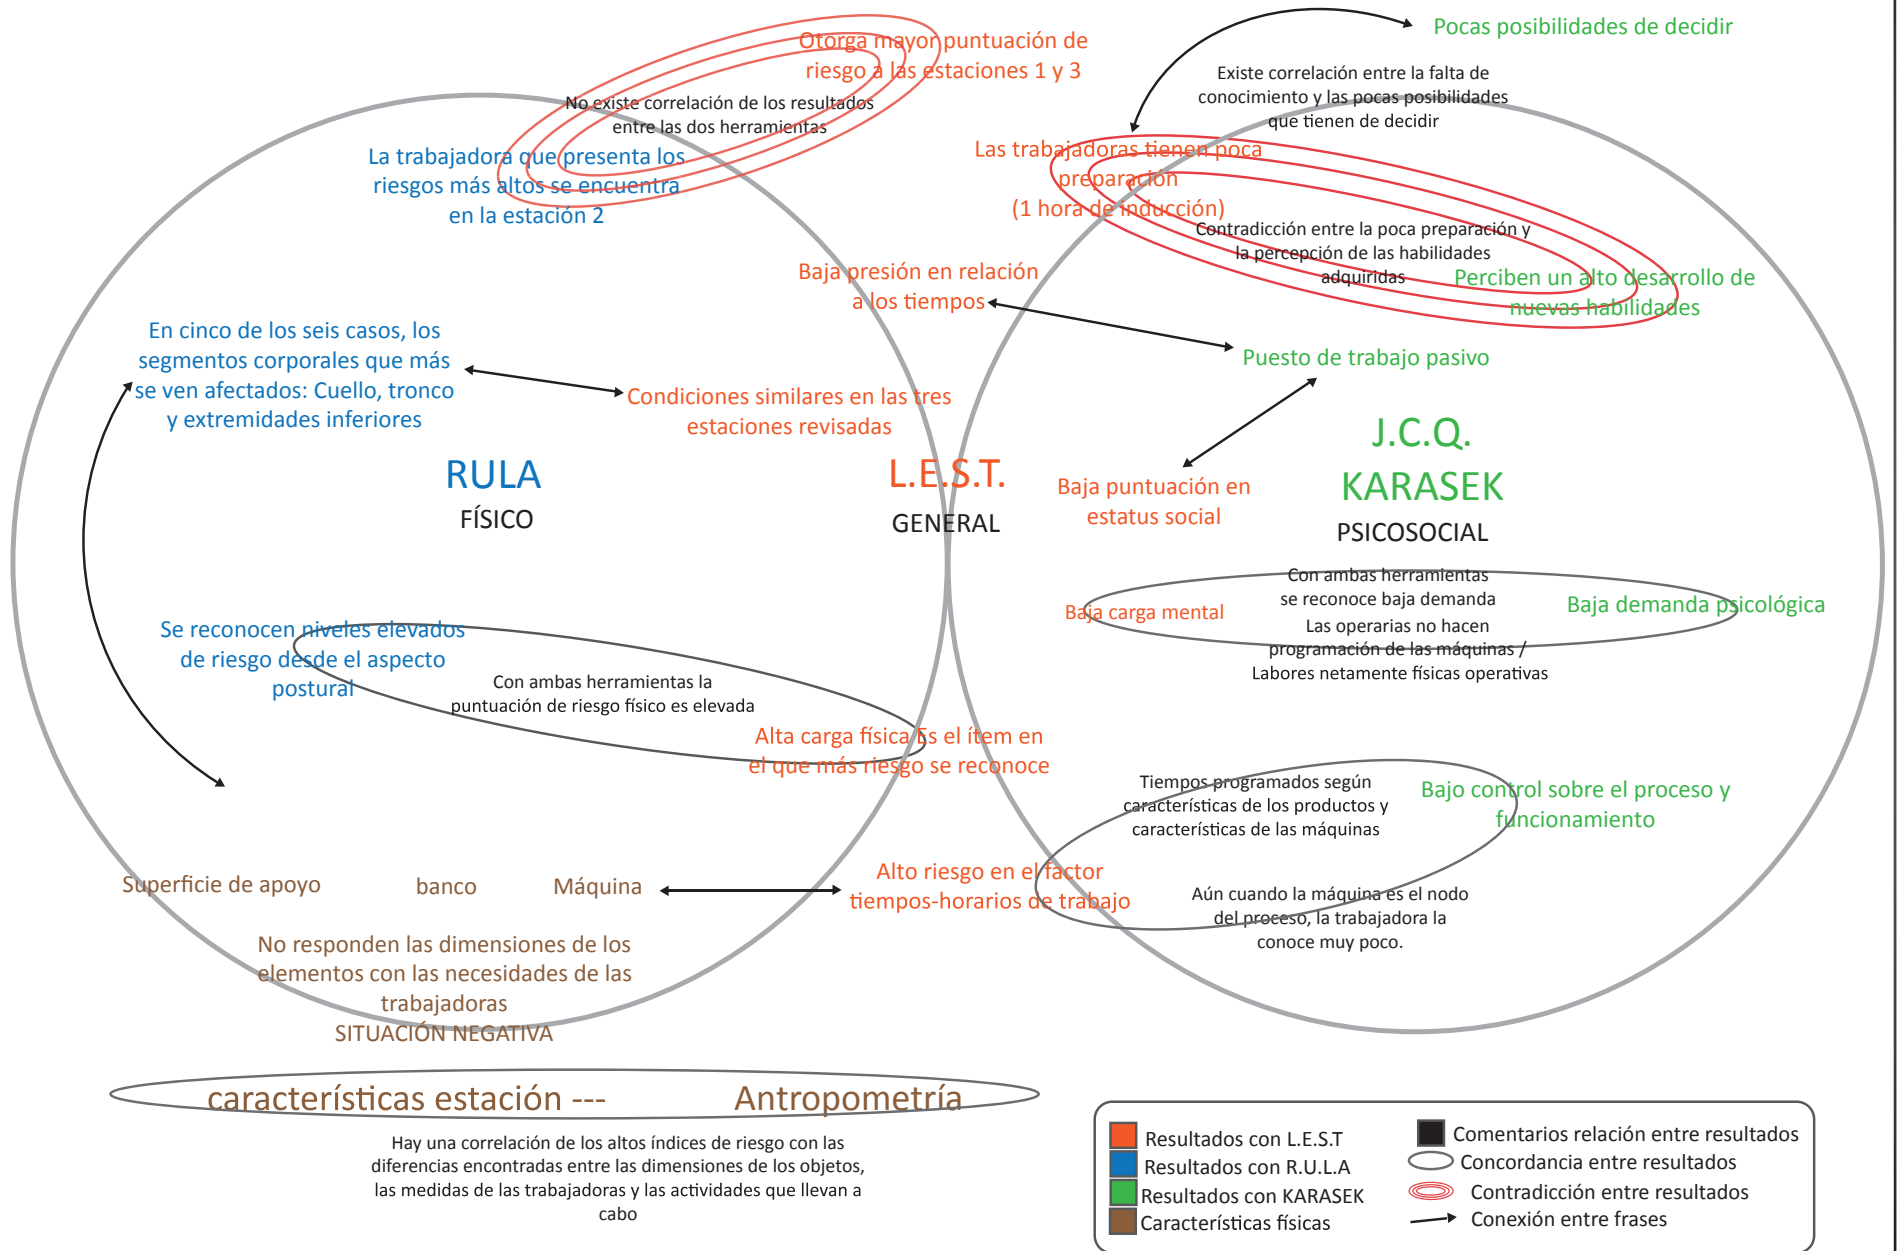 Pocas posibilidades de decidir
Otorga mayor puntuación de
riesgo a las estaciones 1 y 3
Existe correlación entre la falta de
conocimiento y las pocas posibilidades
que tienen de decidir
No existe correlación de los resultados
entre las dos herramientas
La trabajadora que presenta los
riesgos más altos se encuentra
en la estación 2
Las trabajadoras tienen poca
preparación
(1 hora de inducción)
Contradicción entre la poca preparación y
la percepción de las habilidades
adquiridas
Perciben un alto desarrollo de
nuevas habilidades
Baja presión en relación
a los tiempos
En cinco de los seis casos, los
segmentos corporales que más
se ven afectados: Cuello, tronco
y extremidades inferiores
Condiciones similares en las tres
estaciones revisadas
Puesto de trabajo pasivo
RULA
FÍSICO
L.E.S.T.
GENERAL
Baja puntuación en
estatus social
J.C.Q.
KARASEK
PSICOSOCIAL
Con ambas herramientas
se reconoce baja demanda
Las operarias no hacen
programación de las máquinas /
Labores netamente físicas operativas
Baja carga mental
Baja demanda psicológica
Se reconocen niveles elevados
de riesgo desde el aspecto
postural
Con ambas herramientas la
puntuación de riesgo físico es elevada
Alta carga física Es el ítem en
el que más riesgo se reconoce
Tiempos programados según
características de los productos y
características de las máquinas
Bajo control sobre el proceso y
funcionamiento
Superficie de apoyo
banco
Máquina
Alto riesgo en el factor
tiempos-horarios de trabajo
Aún cuando la máquina es el nodo
del proceso, la trabajadora la
conoce muy poco.
No responden las dimensiones de los
elementos con las necesidades de las
trabajadoras
SITUACIÓN NEGATIVA
característísticas estación --- Antropometría
Hay una correlación de los altos índices de riesgo con las
diferencias encontradas entre las dimensiones de los objetos,
las medidas de las trabajadoras y las actividades que llevan a
cabo
Resultados con L.E.S.T
Resultados con R.U.L.A
Resultados con KARASEK
Características físicas
Comentarios relación entre resultados
Concordancia entre resultados
Contradicción entre resultados
Conexión entre frases